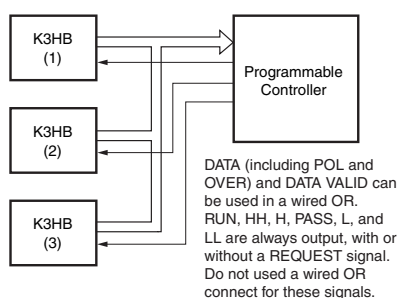 K3HB
(1)
Programmable
Controller
K3HB
(2)
K3HB
(3)
DATA (including POL and
OVER) and DATA VALID can
be used in a wired OR.
RUN, HH, H, PASS, L, and
LL are always output, with or
without a REQUEST signal.
Do not used a wired OR
connect for these signals.